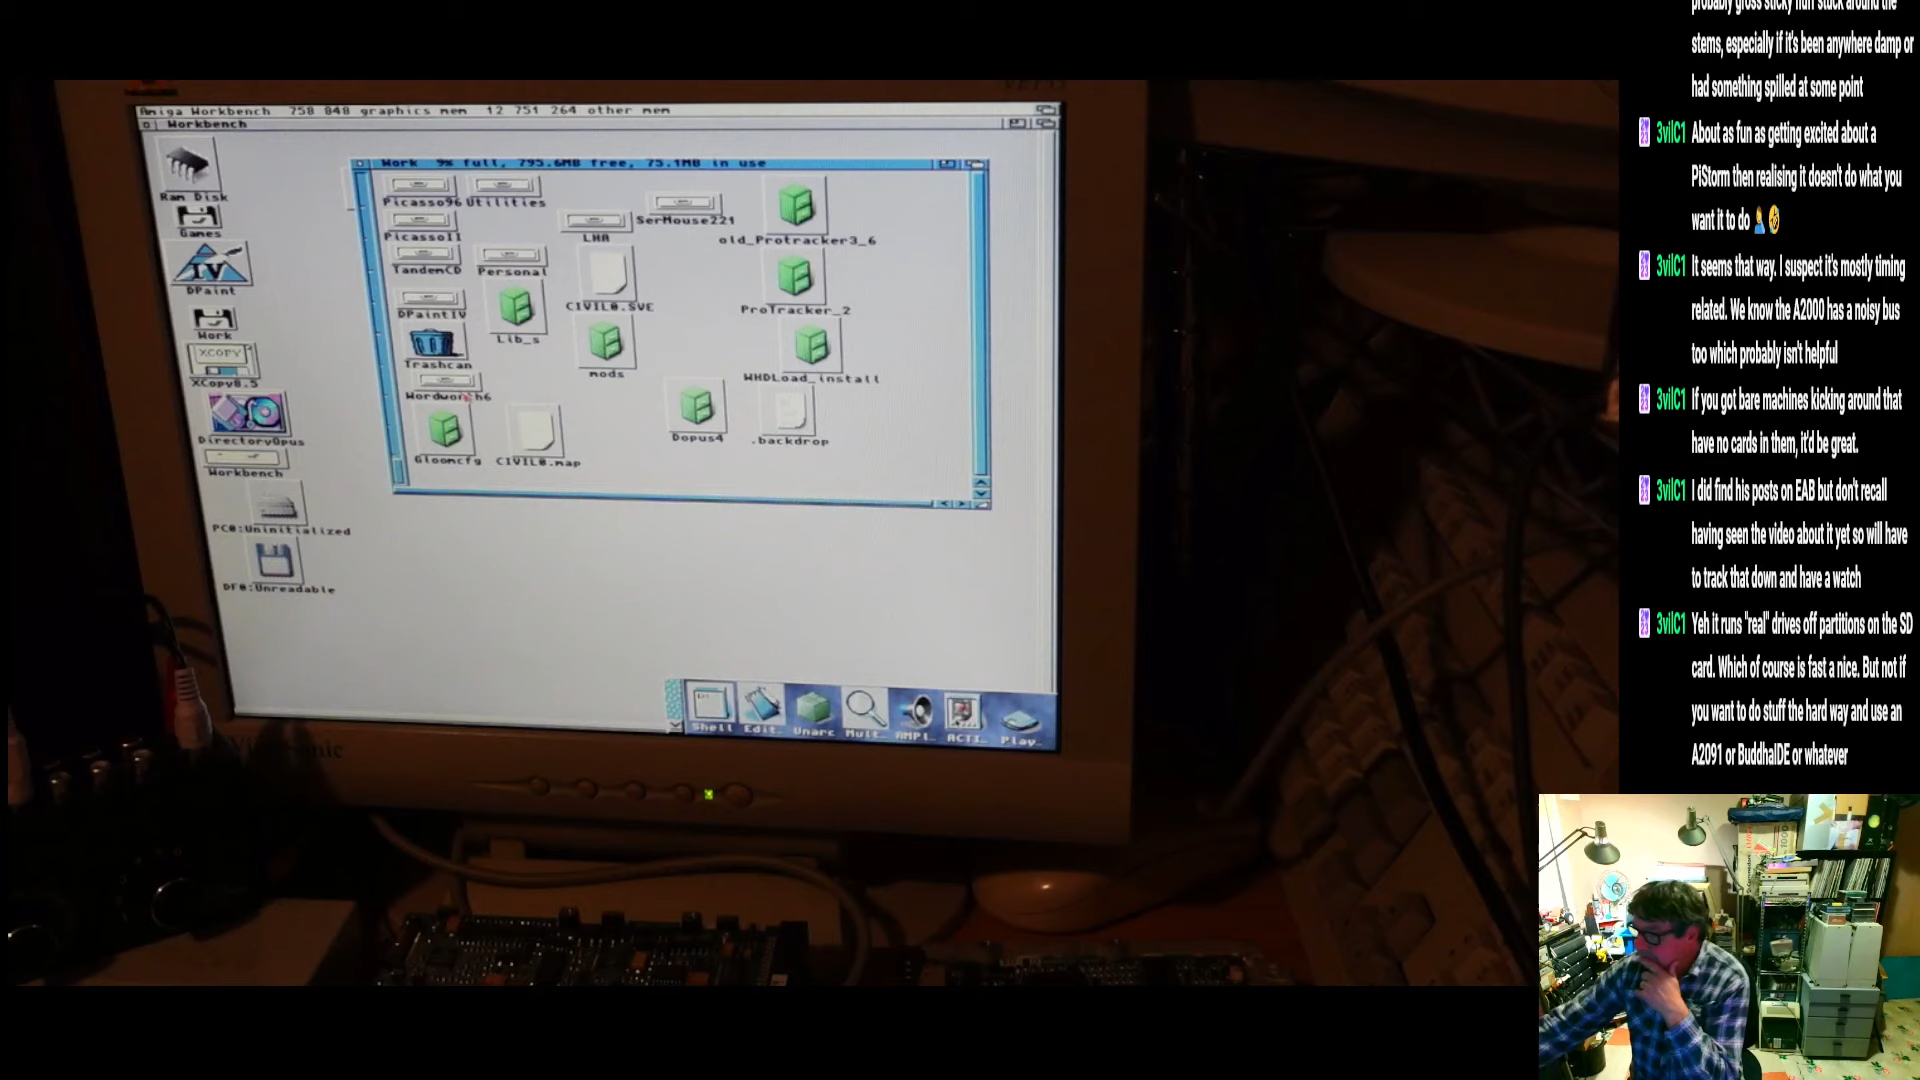 Amiga Workbench 758 848 graphics mem 12 751 264 other mem
Workbench
Ram Disk
Games
IV
DPaint
Work
XCOPY
XCopy8.5
DirectoryOpus
Workbench
PC0:Uninitialized
DF0:Unreadable
Work 9% full, 795.6MB free, 75.1MB in use
Picasso96 Utilities
SerMouse221
PicassoII
LHA
old_Protracker3_6
TandemCD
Personal
CIVIL0.SVE
ProTracker_2
DPaintIV
Lib_s
Trashcan
mods
WHDLoad_install
Wordworth6
Dopus4
.backdrop
Gloomcfg
CIVIL0.map
Shell
Edit..
Unarc
Mult..
AMPl..
ACTI..
Play..
stems, especially if it's been anywhere damp or
had something spilled at some point
3vilC1 About as fun as getting excited about a
PiStorm then realising it doesn't do what you
want it to do
3vilC1 It seems that way. I suspect it's mostly timing
related. We know the A2000 has a noisy bus
too which probably isn't helpful
3vilC1 If you got bare machines kicking around that
have no cards in them, it'd be great.
3vilC1 I did find his posts on EAB but don't recall
having seen the video about it yet so will have
to track that down and have a watch
3vilC1 Yeh it runs "real" drives off partitions on the SD
card. Which of course is fast a nice. But not if
you want to do stuff the hard way and use an
A2091 or BuddhaIDE or whatever